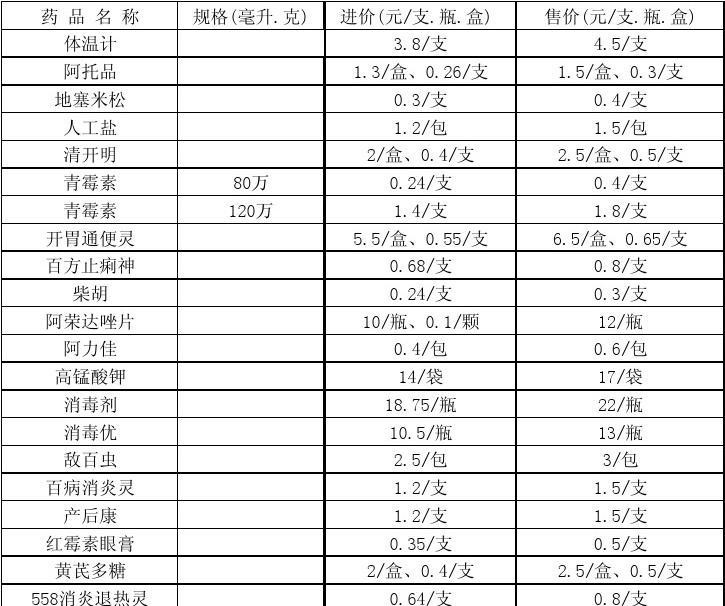 药 品 名 称 规格(毫升.克) 进价(元/支.瓶.盒) 售价(元/支.瓶.盒)
体温计 3.8/支 4.5/支
阿托品 1.3/盒、0.26/支 1.5/盒、0.3/支
地塞米松 0.3/支 0.4/支
人工盐 1.2/包 1.5/包
清开明 2/盒、0.4/支 2.5/盒、0.5/支
青霉素 80万 0.24/支 0.4/支
青霉素 120万 1.4/支 1.8/支
开胃通便灵 5.5/盒、0.55/支 6.5/盒、0.65/支
百方止痢神 0.68/支 0.8/支
柴胡 0.24/支 0.3/支
阿荣达唑片 10/瓶、0.1/颗 12/瓶
阿力佳 0.4/包 0.6/包
高锰酸钾 14/袋 17/袋
消毒剂 18.75/瓶 22/瓶
消毒优 10.5/瓶 13/瓶
敌百虫 2.5/包 3/包
百病消炎灵 1.2/支 1.5/支
产后康 1.2/支 1.5/支
红霉素眼膏 0.35/支 0.5/支
黄芪多糖 2/盒、0.4/支 2.5/盒、0.5/支
558消炎退热灵 0.64/支 0.8/支